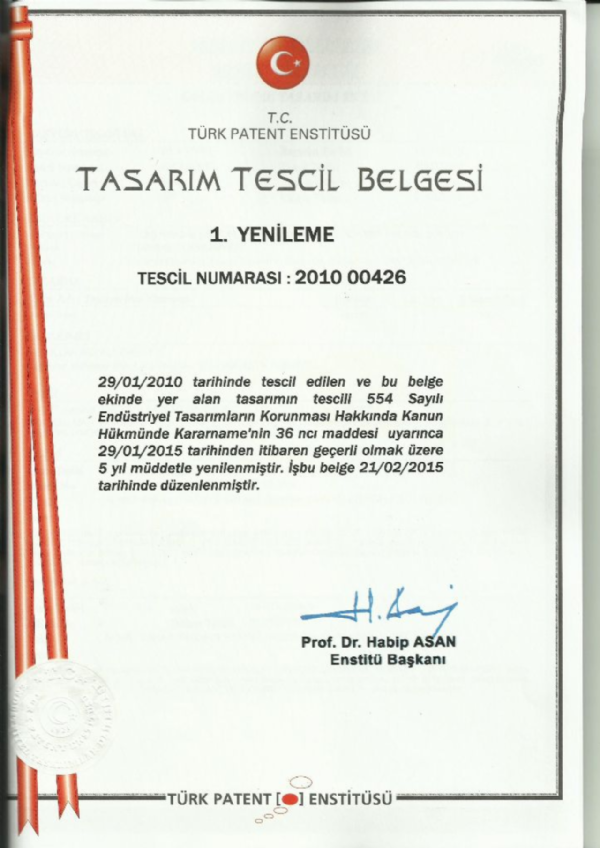 T.C.
TÜRK PATENT ENSTİTÜSÜ
TASARIM TESCİL BELGESİ
1. YENİLEME
TESCİL NUMARASI : 2010 00426
29/01/2010 tarihinde tescil edilen ve bu belge
ekinde yer alan tasarımın tescili 554 Sayılı
Endüstriyel Tasarımların Korunması Hakkında Kanun
Hükmünde Kararname'nin 36 ncı maddesi uyarınca
29/01/2015 tarihinden itibaren geçerli olmak üzere
5 yıl müddetle yenilenmiştir. İşbu belge 21/02/2015
tarihinde düzenlenmiştir.
Prof. Dr. Habip ASAN
Enstitü Başkanı
TÜRK PATENT ENSTİTÜSÜ